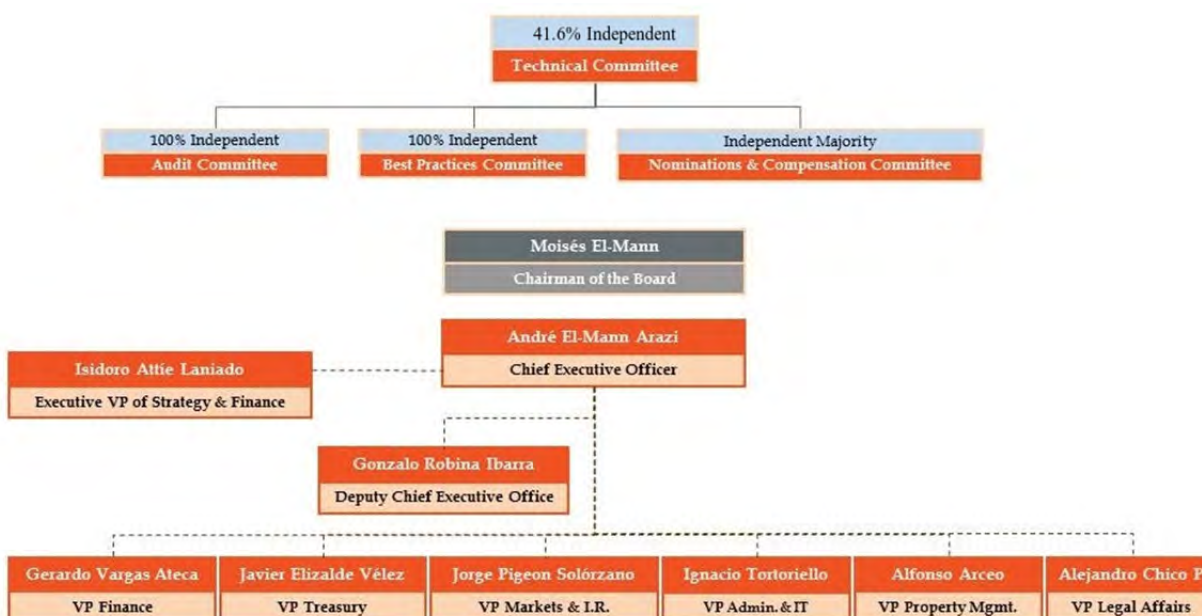 41.6% Independent
Technical Committee
100% Independent
Audit Committee
100% Independent
Best Practices Committee
Independent Majority
Nominations & Compensation Committee
Moisés El-Mann
Chairman of the Board
André El-Mann Arazi
Chief Executive Officer
Isidoro Attie Laniado
Executive VP of Strategy & Finance
Gonzalo Robina Ibarra
Deputy Chief Executive Office
Gerardo Vargas Ateca
VP Finance
Javier Elizalde Vélez
VP Treasury
Jorge Pigeon Solórzano
VP Markets & I.R.
Ignacio Tortoriello
VP Admin. & IT
Alfonso Arceo
VP Property Mgmt.
Alejandro Chico P
VP Legal Affairs